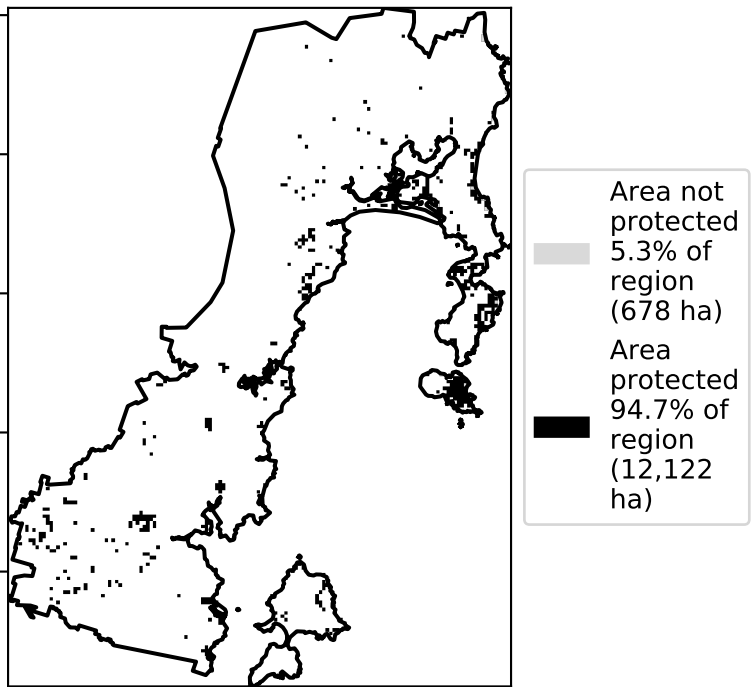 Area not
protected
5.3% of
region
(678 ha)
Area
protected
94.7% of
region
(12,122
ha)